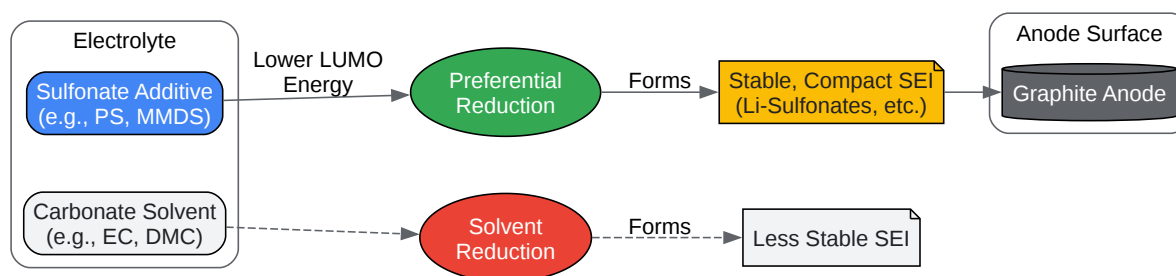 Electrolyte
Sulfonate Additive
(e.g., PS, MMDS)
Lower LUMO
Energy
Preferential
Reduction
Forms
Stable, Compact SEI
(Li-Sulfonates, etc.)
Anode Surface
Graphite Anode
Carbonate Solvent
(e.g., EC, DMC)
Solvent
Reduction
Forms
Less Stable SEI